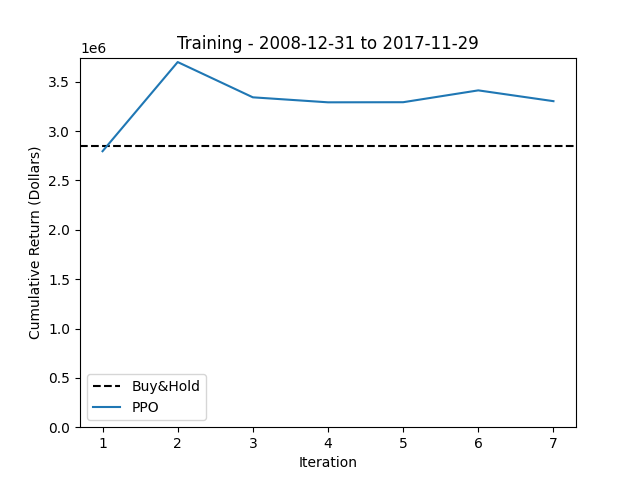 Training - 2008-12-31 to 2017-11-29
1e6
3.5
3.0
2.5
2.0
1.5
1.0
0.5
0.0
Cumulative Return (Dollars)
Buy&Hold
PPO
1 2 3 4 5 6 7
Iteration